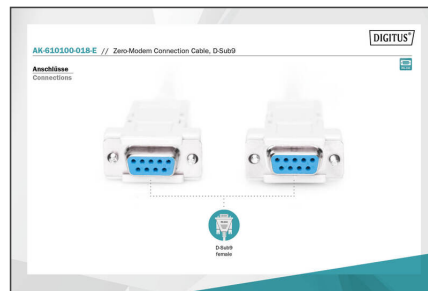 DIGITUS®
AK-610100-018-E // Zero-Modem Connection Cable, D-Sub9
Anschlüsse
Connections
D-Sub9
female